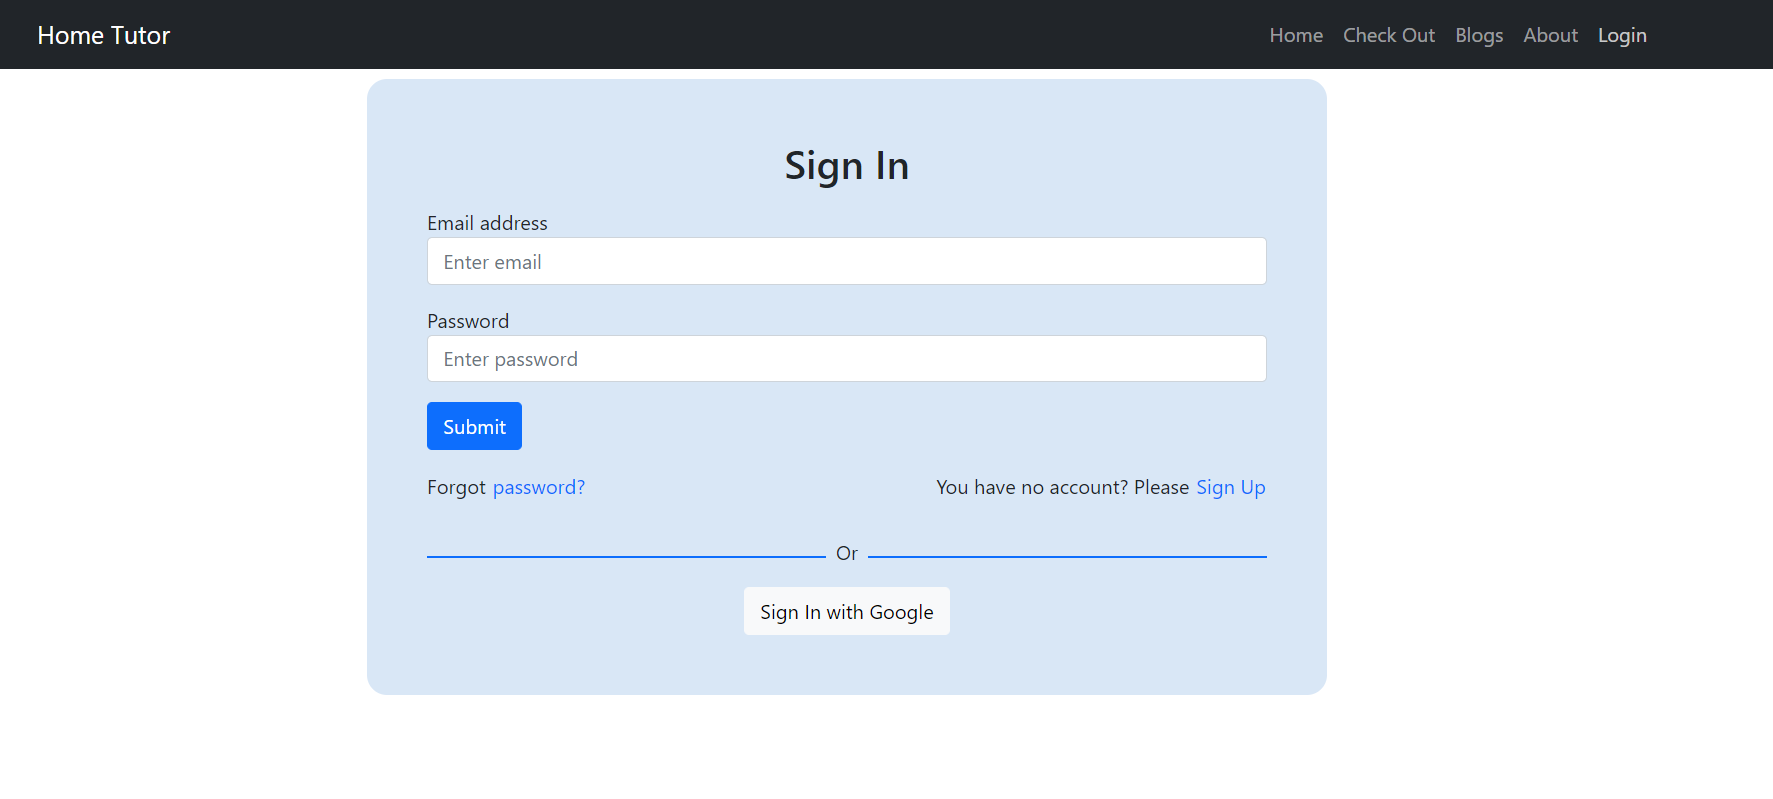 Home Tutor Home Check Out Blogs About Login
Sign In
Email address
Enter email
Password
Enter password
Submit
Forgot password? You have no account? Please Sign Up
Or
Sign In with Google